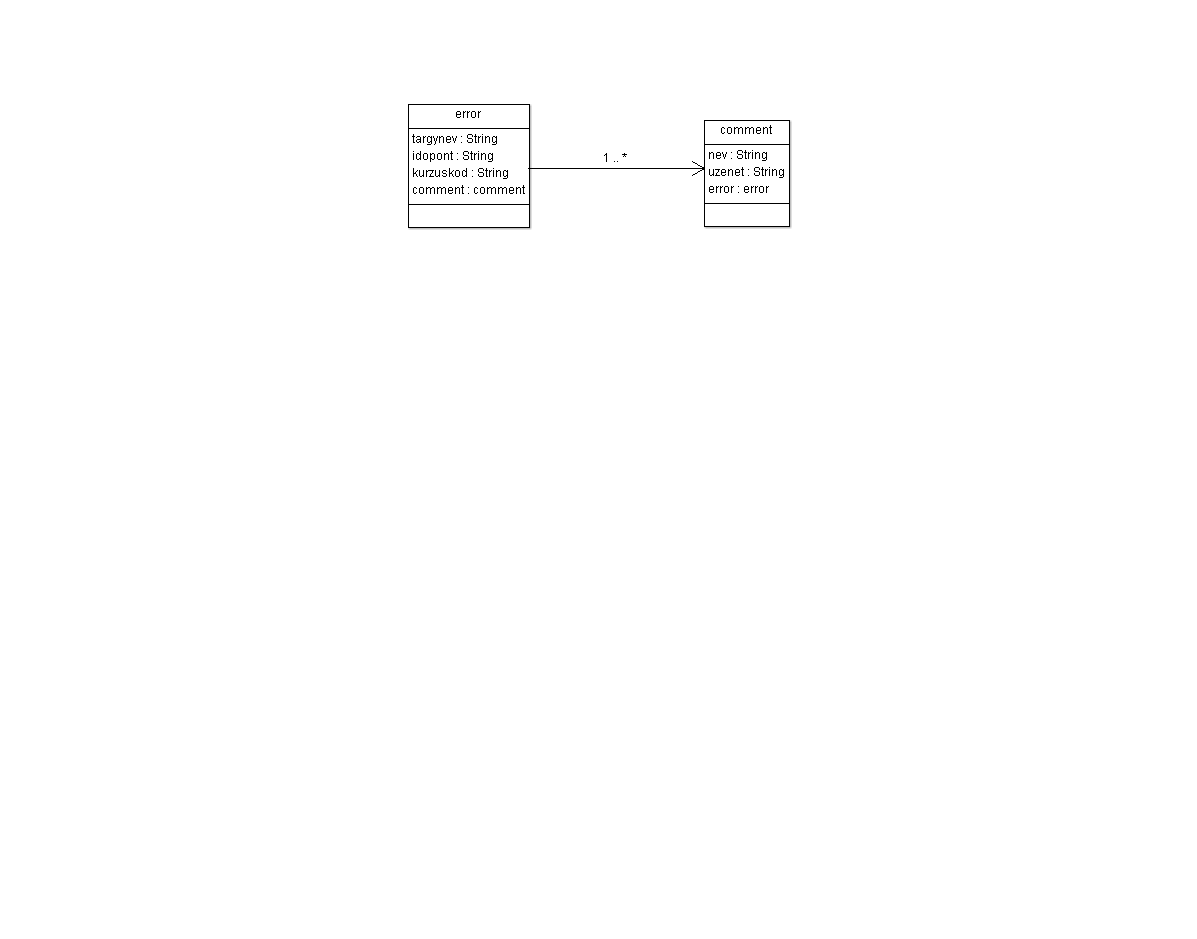 error
targynev : String
idopont : String
kurzuskod : String
comment : comment
1 .. *
comment
nev : String
uzenet : String
error : error